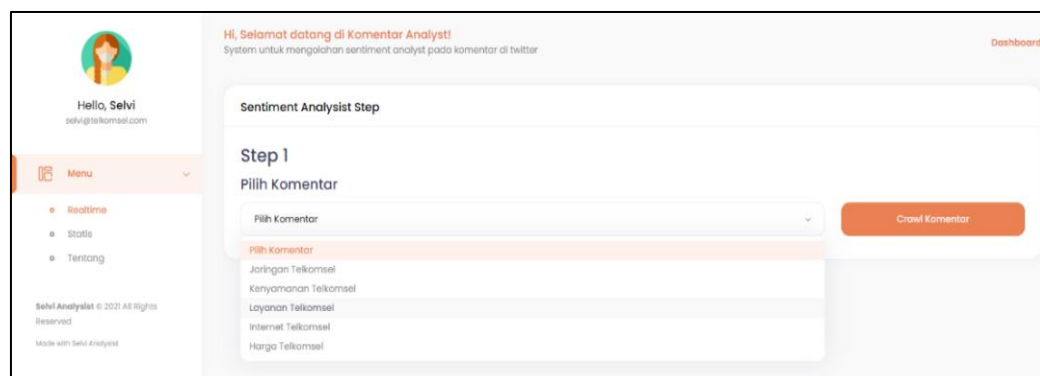 Hello, Selvi
selvi@telkomsel.com
Menu
Realtime
Statis
Tentang
Selvi Analysist © 2021 All Rights
Reserved
Made with Selvi Analysist
Hi, Selamat datang di Komentar Analyst!
System untuk mengolahan sentiment analyst pada komentar di twitter
Dashboard
Sentiment Analysist Step
Step 1
Pilih Komentar
Pilih Komentar
Crawl Komentar
Pilih Komentar
Jaringan Telkomsel
Kenyamanan Telkomsel
Layanan Telkomsel
Internet Telkomsel
Harga Telkomsel